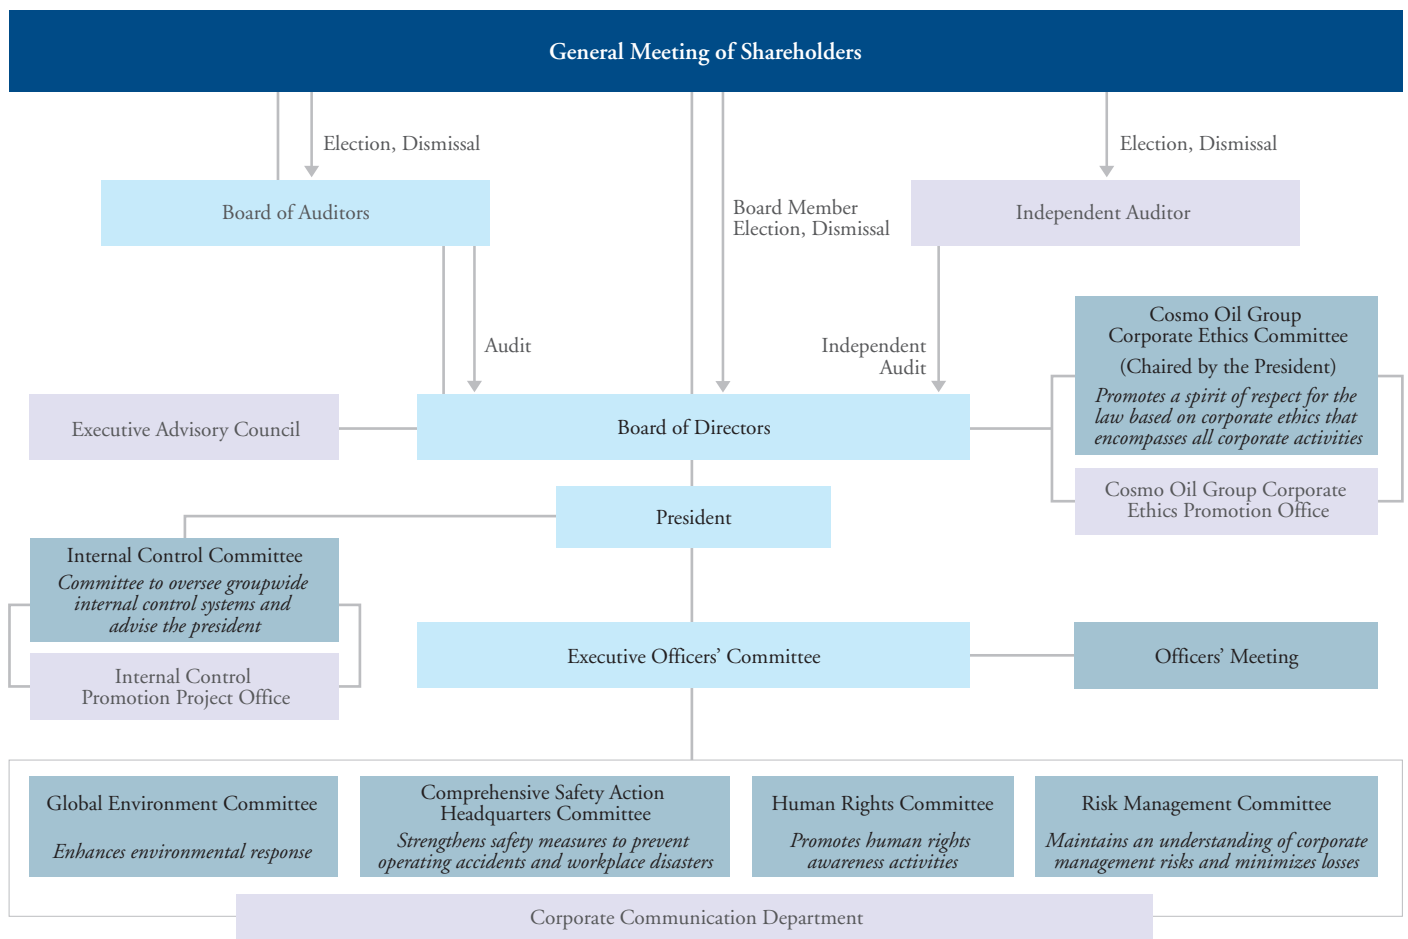 General Meeting of Shareholders
Election, Dismissal
Election, Dismissal
Board of Auditors
Board Member
Election, Dismissal
Independent Auditor
Audit
Independent
Audit
Cosmo Oil Group
Corporate Ethics Committee
(Chaired by the President)
Promotes a spirit of respect for the
law based on corporate ethics that
encompasses all corporate activities
Executive Advisory Council
Board of Directors
Cosmo Oil Group Corporate
Ethics Promotion Office
President
Internal Control Committee
Committee to oversee groupwide
internal control systems and
advise the president
Internal Control
Promotion Project Office
Executive Officers’ Committee
Officers’ Meeting
Global Environment Committee
Enhances environmental response
Comprehensive Safety Action
Headquarters Committee
Strengthens safety measures to prevent
operating accidents and workplace disasters
Human Rights Committee
Promotes human rights
awareness activities
Risk Management Committee
Maintains an understanding of corporate
management risks and minimizes losses
Corporate Communication Department